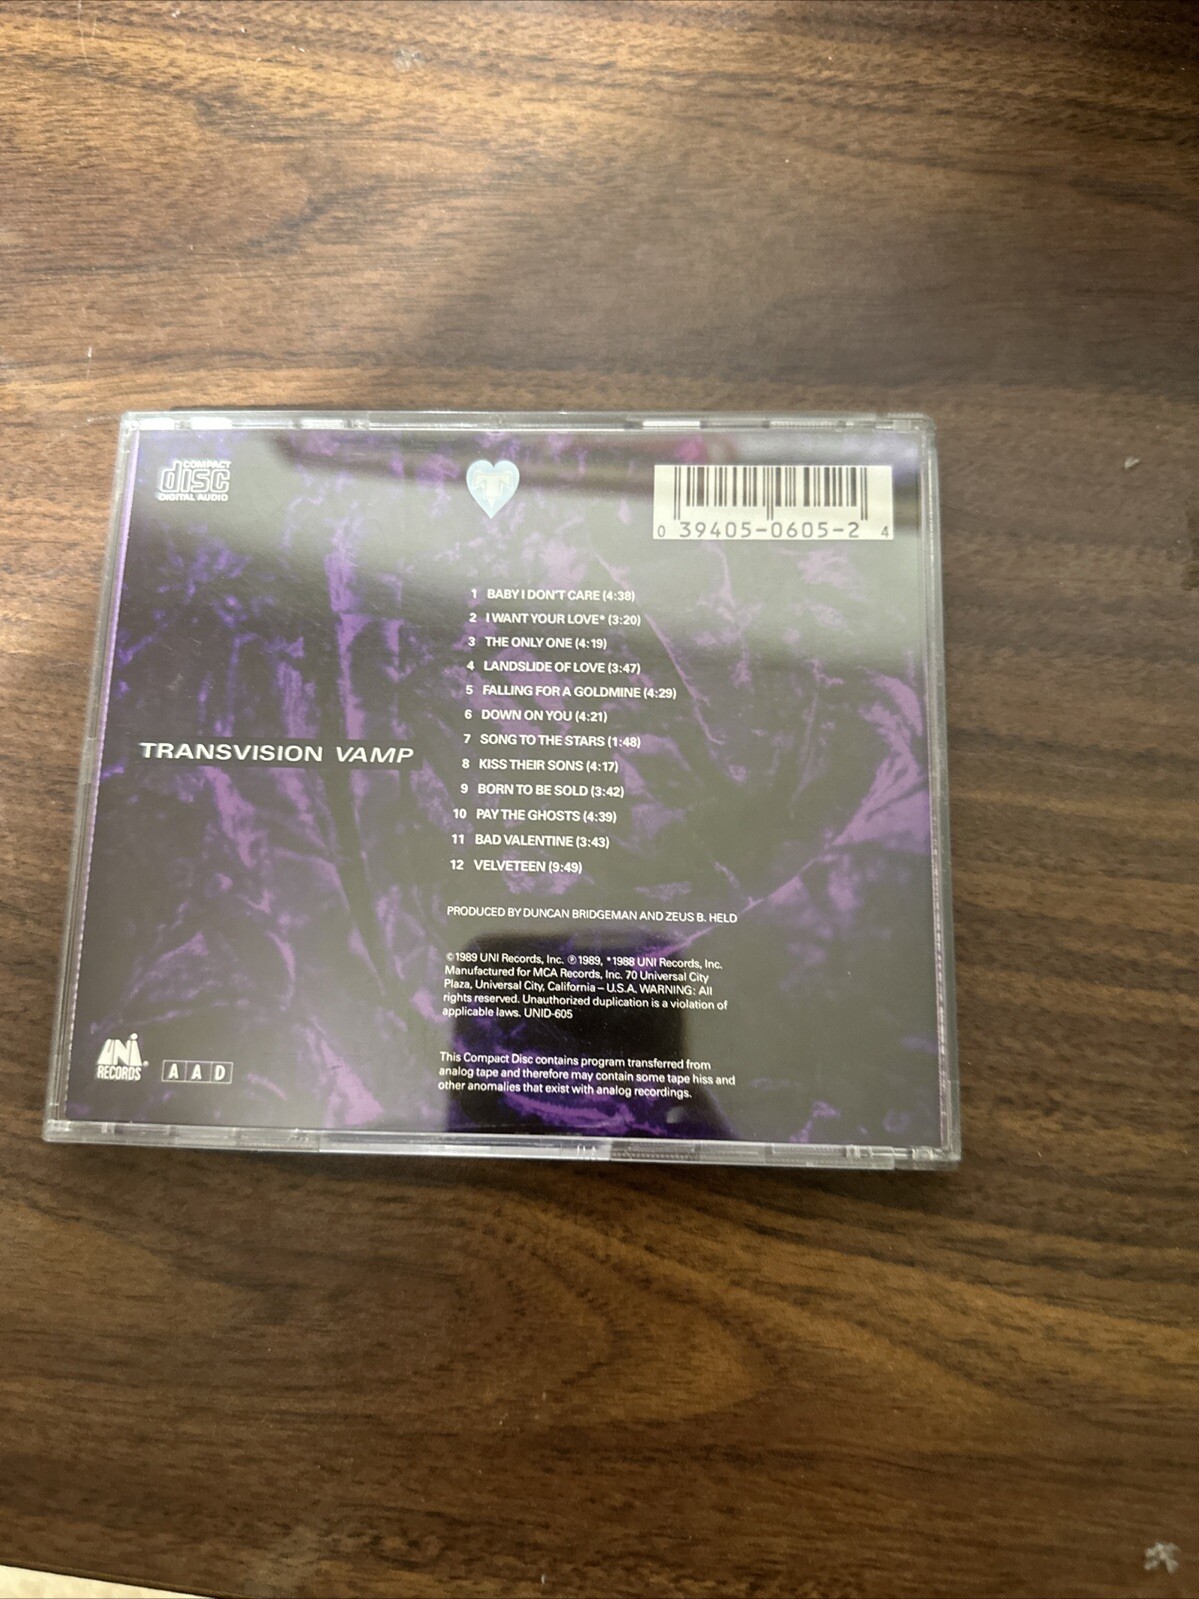 COMPACT
disc
DIGITAL AUDIO
0 39405-0605-2 4
1 BABY I DON'T CARE (4:38)
2 I WANT YOUR LOVE* (3:20)
3 THE ONLY ONE (4:19)
4 LANDSLIDE OF LOVE (3:47)
5 FALLING FOR A GOLDMINE (4:29)
6 DOWN ON YOU (4:21)
7 SONG TO THE STARS (1:48)
8 KISS THEIR SONS (4:17)
9 BORN TO BE SOLD (3:42)
10 PAY THE GHOSTS (4:39)
11 BAD VALENTINE (3:43)
12 VELVETEEN (9:49)
TRANSVISION VAMP
PRODUCED BY DUNCAN BRIDGEMAN AND ZEUS B. HELD
©1989 UNI Records, Inc. ℗1989, *1988 UNI Records, Inc.
Manufactured for MCA Records, Inc. 70 Universal City
Plaza, Universal City, California – U.S.A. WARNING: All
rights reserved. Unauthorized duplication is a violation of
applicable laws. UNID-605
This Compact Disc contains program transferred from
analog tape and therefore may contain some tape hiss and
other anomalies that exist with analog recordings.
UNi
RECORDS®
A A D